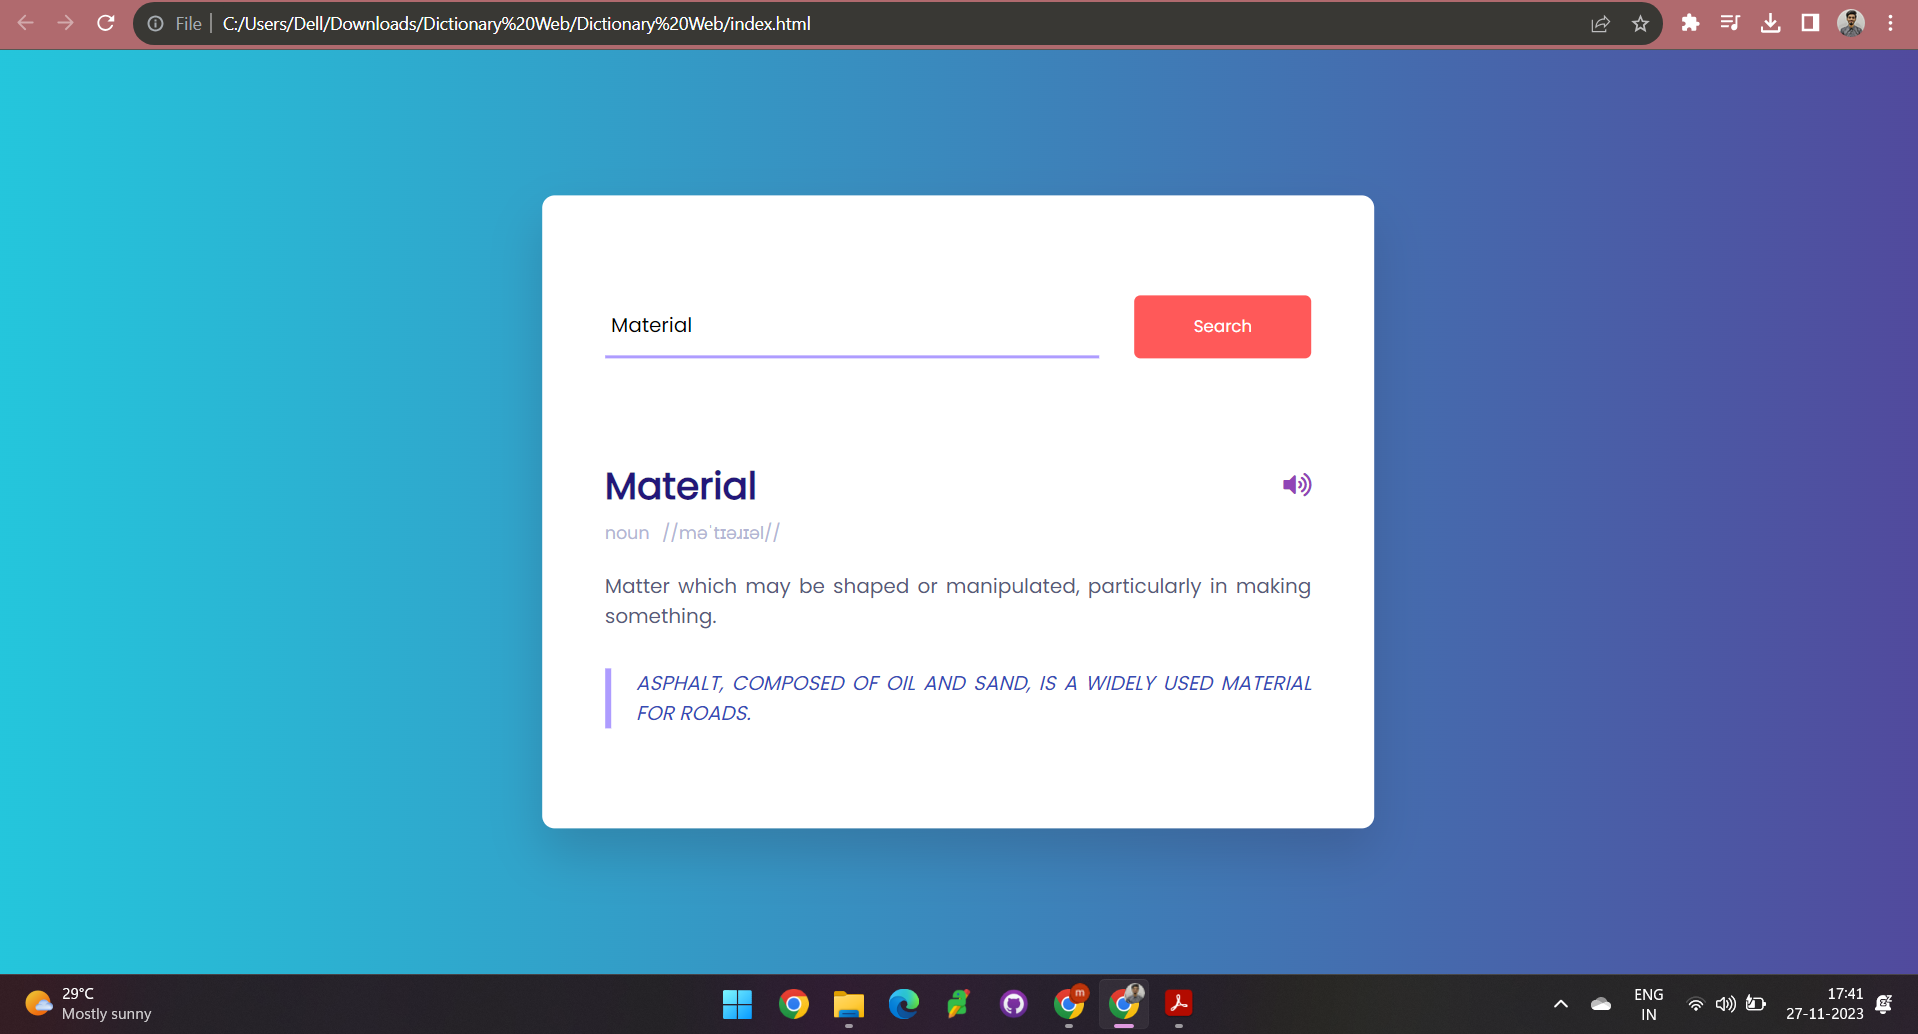 File | C:/Users/Dell/Downloads/Dictionary%20Web/Dictionary%20Web/index.html
Material
Search
Material
noun //məˈtɪəɹɪəl//
Matter which may be shaped or manipulated, particularly in making
something.
ASPHALT, COMPOSED OF OIL AND SAND, IS A WIDELY USED MATERIAL
FOR ROADS.
29°C
Mostly sunny
m
ENG
IN
17:41
27-11-2023